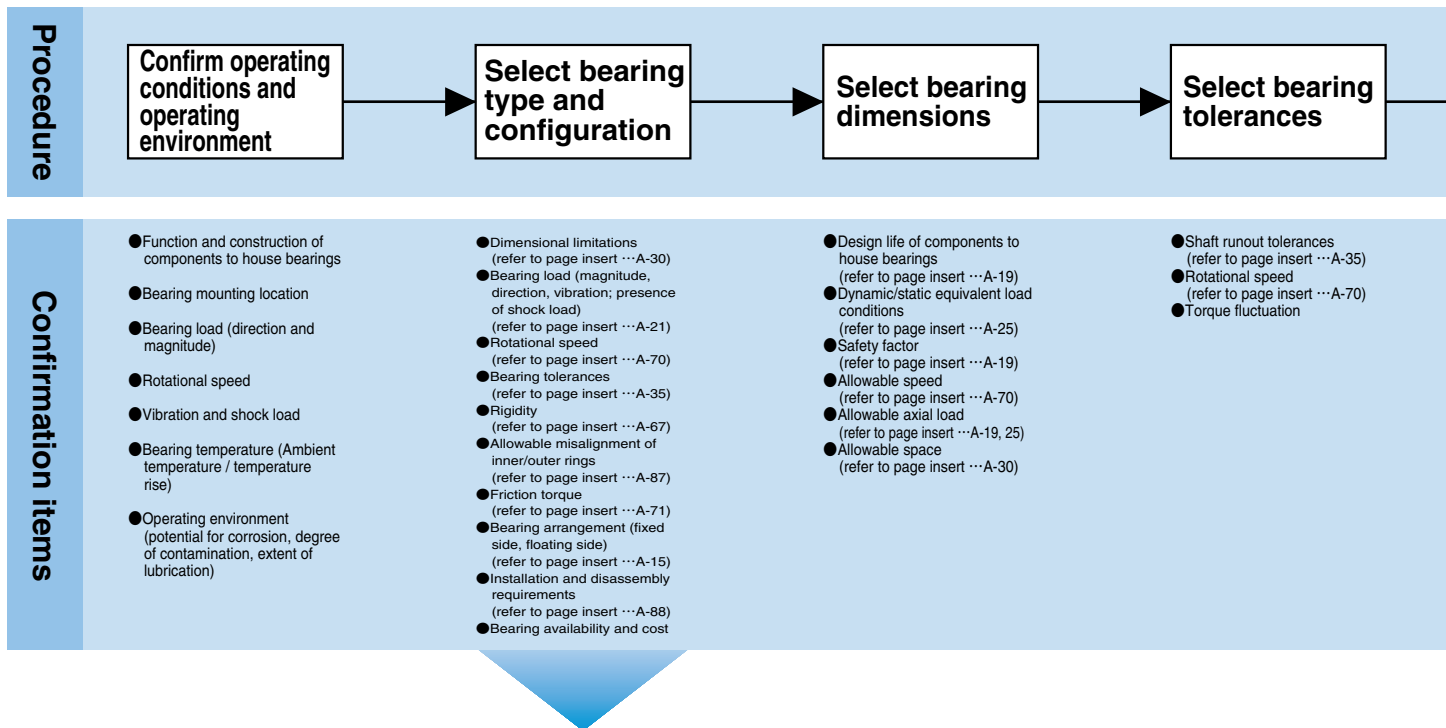 Procedure
Confirm operating
conditions and
operating
environment
Select bearing
type and
configuration
Select bearing
dimensions
Select bearing
tolerances
Confirmation items
●Function and construction of
components to house bearings
●Bearing mounting location
●Bearing load (direction and
magnitude)
●Rotational speed
●Vibration and shock load
●Bearing temperature (Ambient
temperature / temperature
rise)
●Operating environment
(potential for corrosion, degree
of contamination, extent of
lubrication)
●Dimensional limitations
(refer to page insert …A-30)
●Bearing load (magnitude,
direction, vibration; presence
of shock load)
(refer to page insert …A-21)
●Rotational speed
(refer to page insert …A-70)
●Bearing tolerances
(refer to page insert …A-35)
●Rigidity
(refer to page insert …A-67)
●Allowable misalignment of
inner/outer rings
(refer to page insert …A-87)
●Friction torque
(refer to page insert …A-71)
●Bearing arrangement (fixed
side, floating side)
(refer to page insert …A-15)
●Installation and disassembly
requirements
(refer to page insert …A-88)
●Bearing availability and cost
●Design life of components to
house bearings
(refer to page insert …A-19)
●Dynamic/static equivalent load
conditions
(refer to page insert …A-25)
●Safety factor
(refer to page insert …A-19)
●Allowable speed
(refer to page insert …A-70)
●Allowable axial load
(refer to page insert …A-19, 25)
●Allowable space
(refer to page insert …A-30)
●Shaft runout tolerances
(refer to page insert …A-35)
●Rotational speed
(refer to page insert …A-70)
●Torque fluctuation